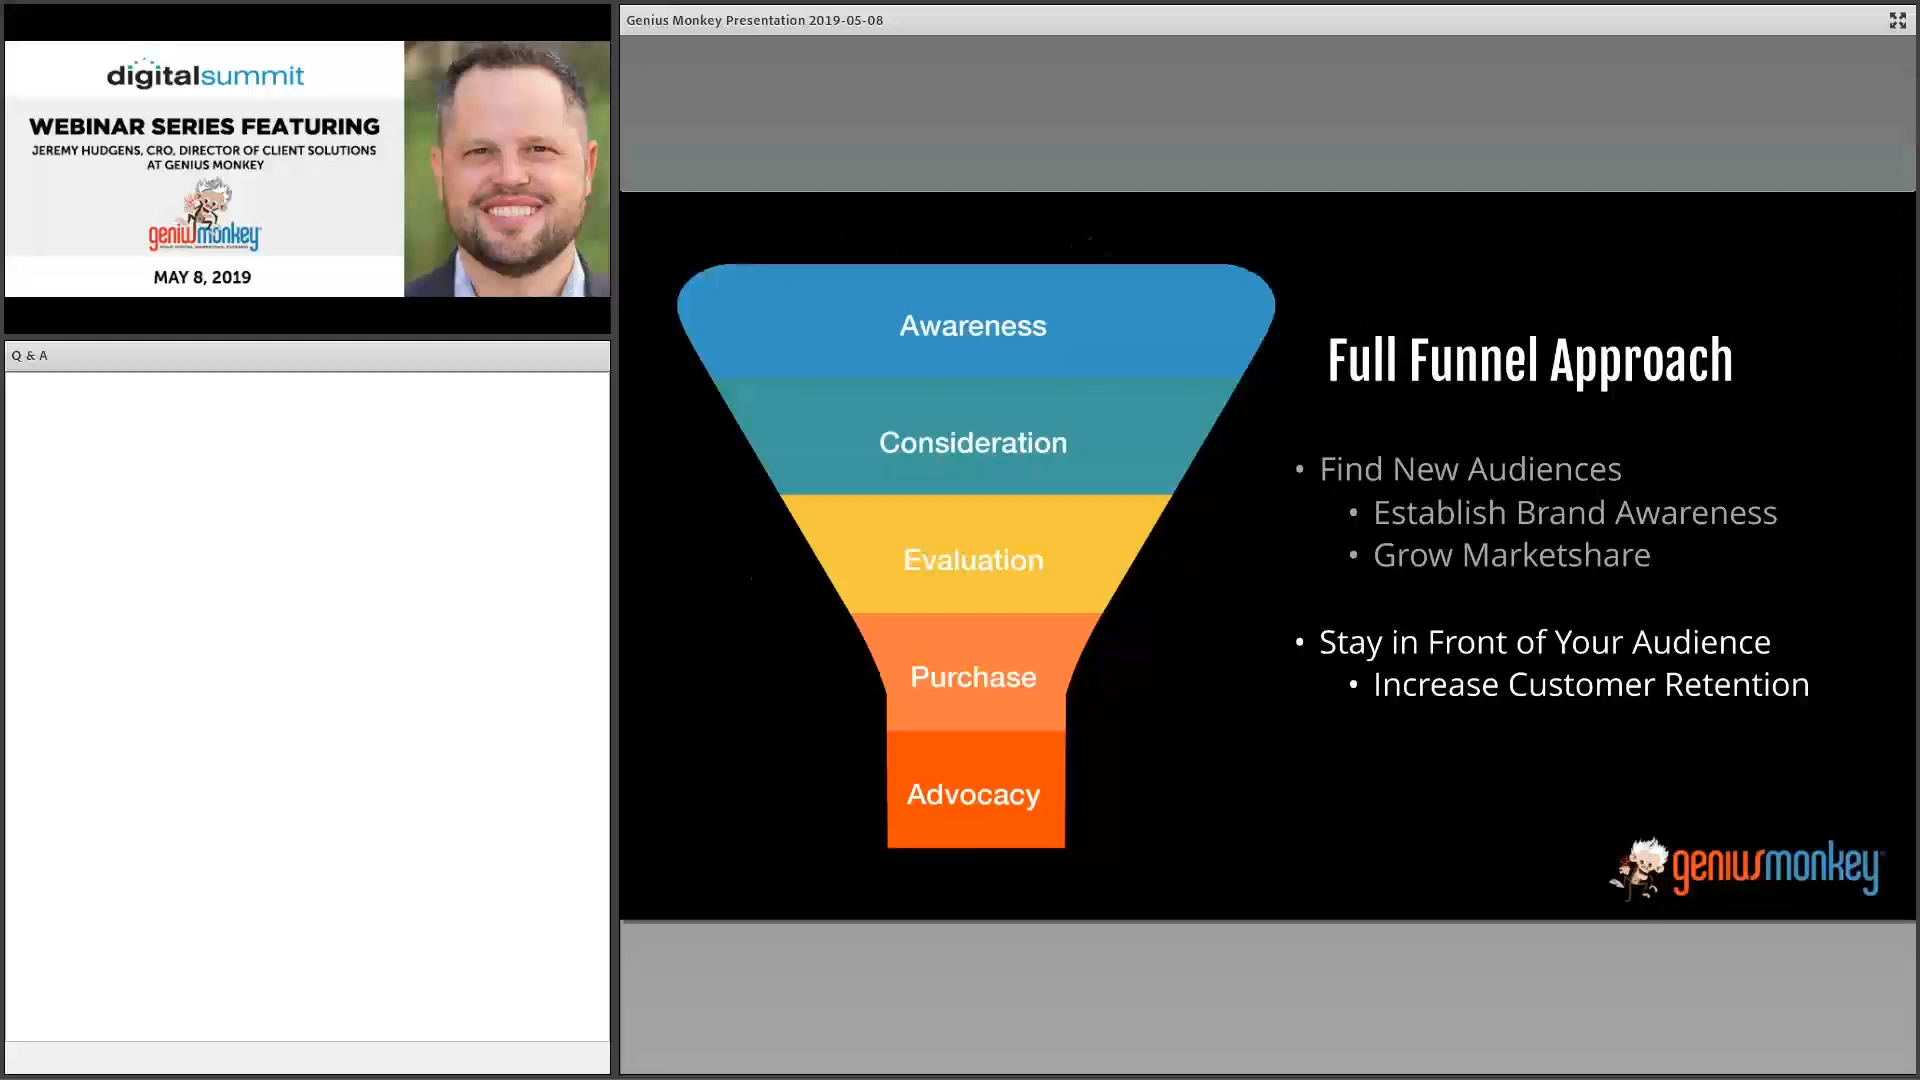 Genius Monkey Presentation 2019-05-08
digitalsummit
WEBINAR SERIES FEATURING
JEREMY HUDGENS, CRO, DIRECTOR OF CLIENT SOLUTIONS
AT GENIUS MONKEY
geniusmonkey
MAY 8, 2019
Q & A
Awareness
Consideration
Evaluation
Purchase
Advocacy
Full Funnel Approach
• Find New Audiences
• Establish Brand Awareness
• Grow Marketshare
• Stay in Front of Your Audience
• Increase Customer Retention
geniusmonkey